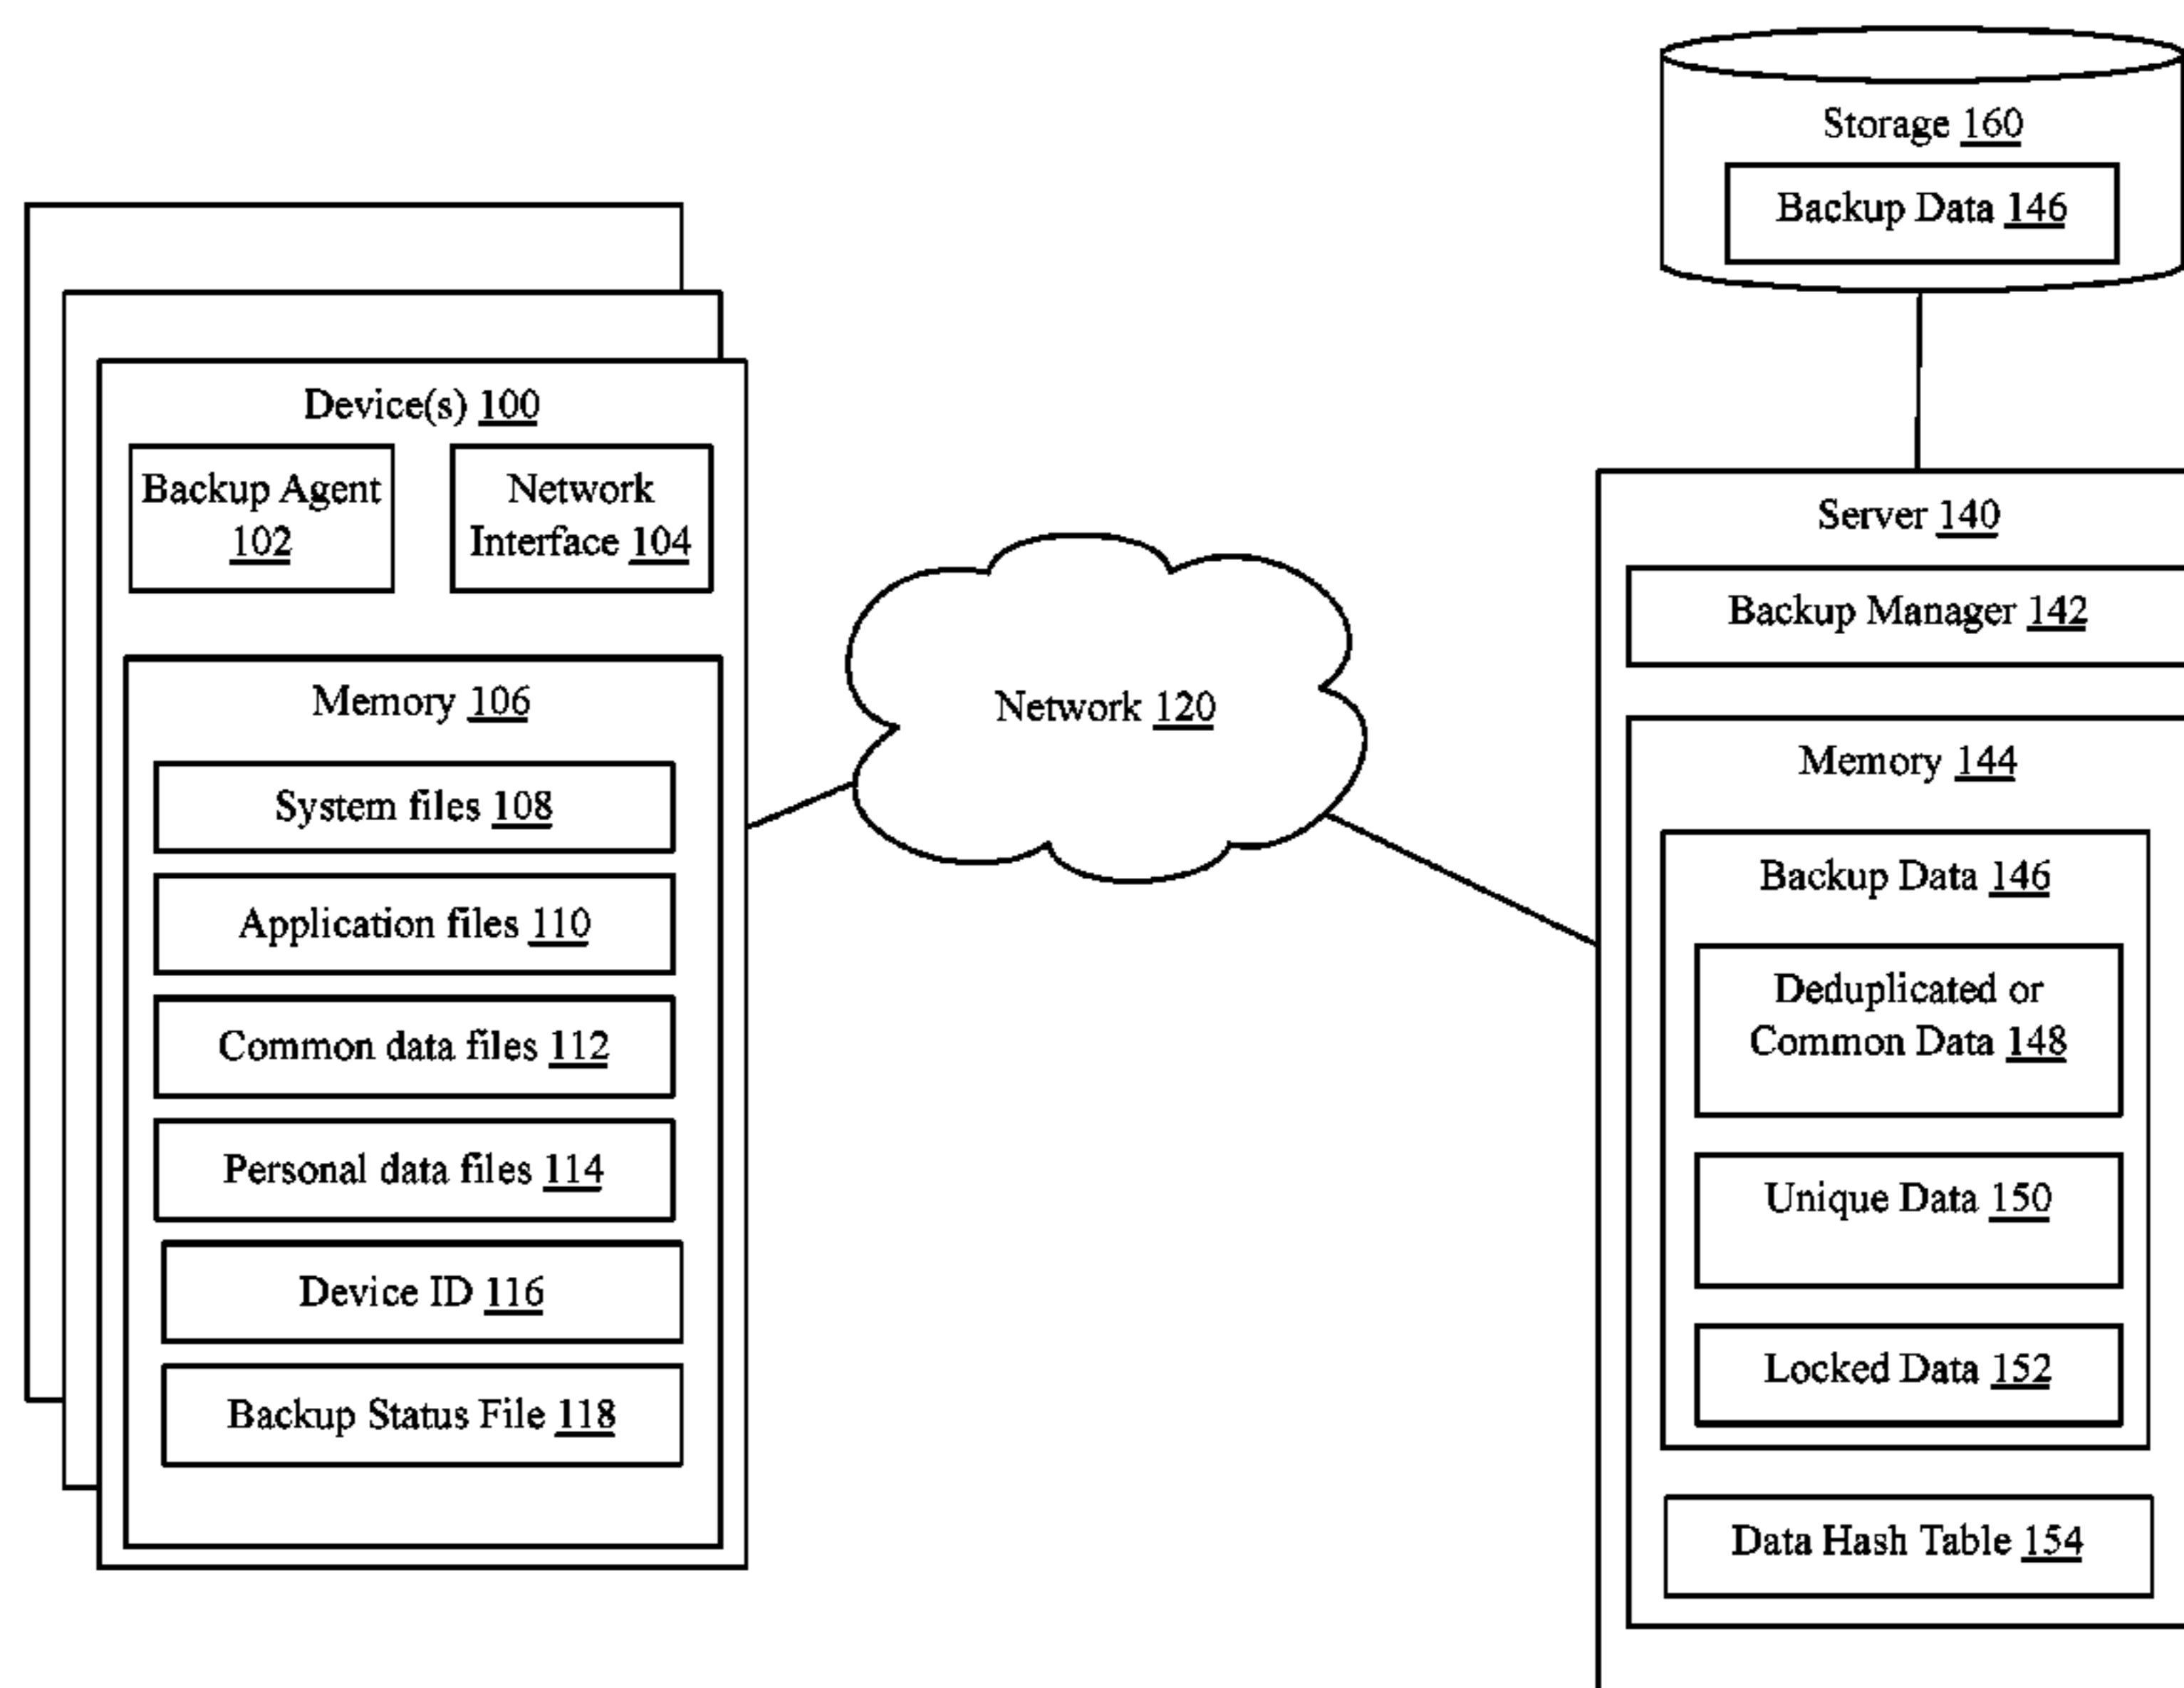 Storage 160
Backup Data 146
Device(s) 100
Backup Agent
102
Network
Interface 104
Memory 106
System files 108
Application files 110
Common data files 112
Personal data files 114
Device ID 116
Backup Status File 118
Network 120
Server 140
Backup Manager 142
Memory 144
Backup Data 146
Deduplicated or
Common Data 148
Unique Data 150
Locked Data 152
Data Hash Table 154